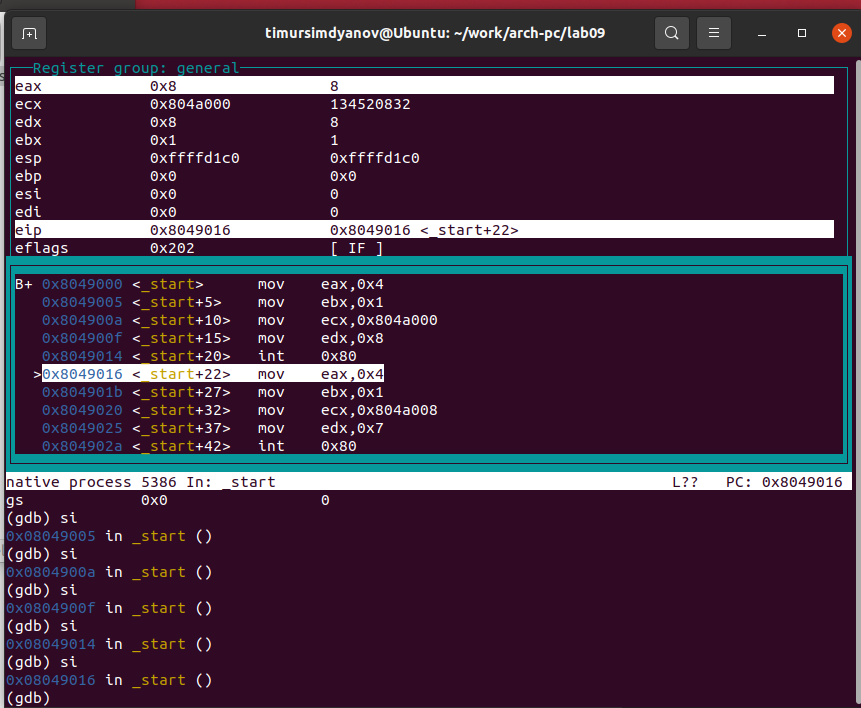 timursimdyanov@Ubuntu: ~/work/arch-pc/lab09
Register group: general
eax 0x8 8
ecx 0x804a000 134520832
edx 0x8 8
ebx 0x1 1
esp 0xffffd1c0 0xffffd1c0
ebp 0x0 0x0
esi 0x0 0
edi 0x0 0
eip 0x8049016 0x8049016 <_start+22>
eflags 0x202 [ IF ]
B+ 0x8049000 <_start> mov eax,0x4
0x8049005 <_start+5> mov ebx,0x1
0x804900a <_start+10> mov ecx,0x804a000
0x804900f <_start+15> mov edx,0x8
0x8049014 <_start+20> int 0x80
>0x8049016 <_start+22> mov eax,0x4
0x804901b <_start+27> mov ebx,0x1
0x8049020 <_start+32> mov ecx,0x804a008
0x8049025 <_start+37> mov edx,0x7
0x804902a <_start+42> int 0x80
native process 5386 In: _start L?? PC: 0x8049016
gs 0x0 0
(gdb) si
0x08049005 in _start ()
(gdb) si
0x0804900a in _start ()
(gdb) si
0x0804900f in _start ()
(gdb) si
0x08049014 in _start ()
(gdb) si
0x08049016 in _start ()
(gdb)